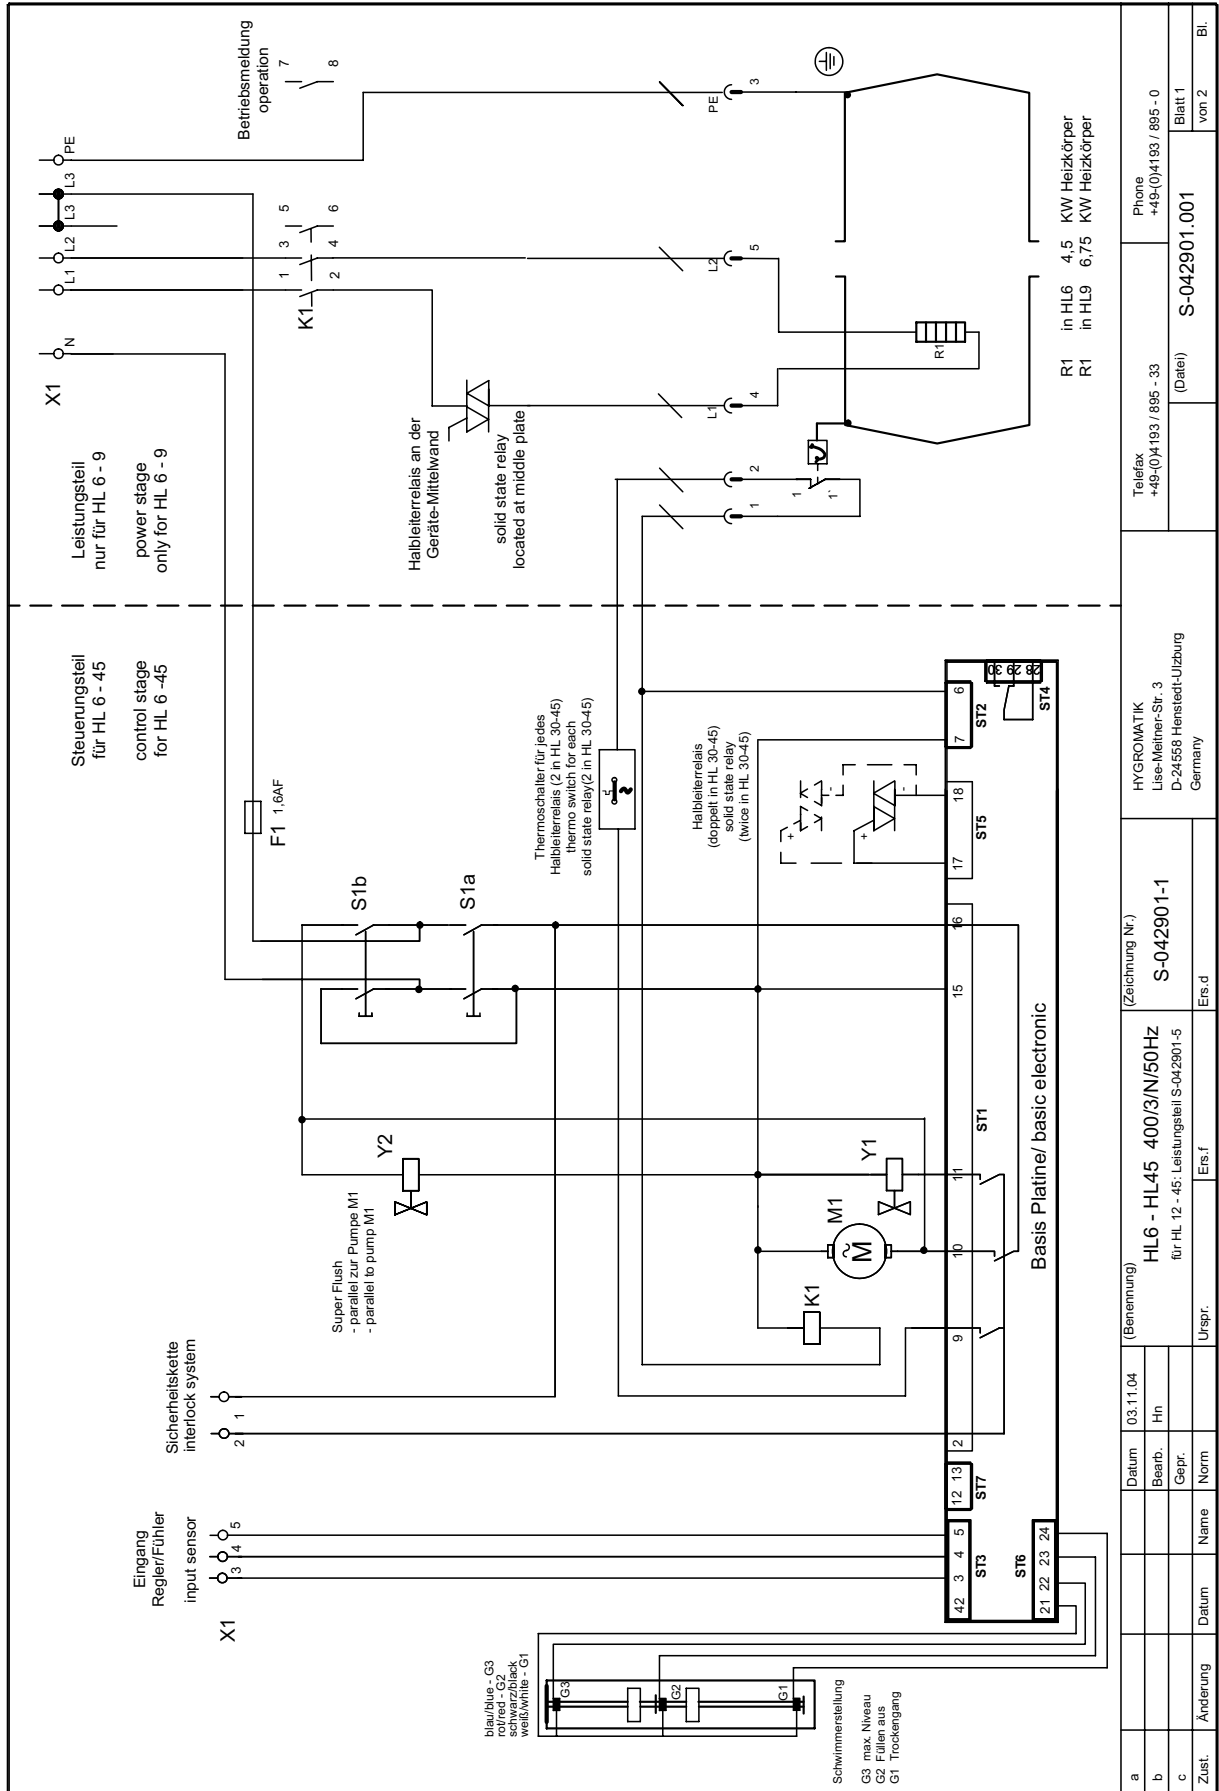 X1
Eingang
Regler/Fühler
input sensor
3
4
5
Sicherheitskette
interlock system
2
1
Steuerungsteil
für HL 6 - 45
control stage
for HL 6 -45
Leistungsteil
nur für HL 6 - 9
power stage
only for HL 6 - 9
X1
N
L1
L2
L3
L3
PE
Betriebsmeldung
operation
7
8
K1
1
2
3
4
5
6
F1 1,6AF
S1b
S1a
Super Flush
- parallel zur Pumpe M1
- parallel to pump M1
Y2
Halbleiterrelais an der
Geräte-Mittelwand
solid state relay
located at middle plate
Thermoschalter für jedes
Halbleiterrelais (2 in HL 30-45)
thermo switch for each
solid state relay(2 in HL 30-45)
Halbleiterrelais
(doppelt in HL 30-45)
solid state relay
(twice in HL 30-45)
+
-
+
-
1
2
L1
4
L2
5
PE
3
1
1'
R1
R1 in HL6 4,5 KW Heizkörper
R1 in HL9 6,75 KW Heizkörper
blau/blue - G3
rot/red - G2
schwarz/black
weiß/white - G1
G3
G2
G1
Schwimmerstellung
G3 max. Niveau
G2 Füllen aus
G1 Trockengang
K1
M1
M
Y1
42
3
4
5
ST3
12
13
ST7
2
9
10
11
15
16
ST1
17
18
ST5
7
6
ST2
28 29 30
ST4
21
22
23
24
ST6
Basis Platine/ basic electronic
a
b
c
Zust.
Änderung
Datum
Name
Datum
03.11.04
Bearb.
Hn
Gepr.
Norm
(Benennung)
HL6 - HL45 400/3/N/50Hz
für HL 12 - 45: Leistungsteil S-042901-5
Urspr.
Ers.f
(Zeichnung Nr.)
S-042901-1
Ers.d
HYGROMATIK
Lise-Meitner-Str. 3
D-24558 Henstedt-Ulzburg
Germany
Telefax
+49-(0)4193 / 895 - 33
Phone
+49-(0)4193 / 895 - 0
(Datei)
S-042901.001
Blatt 1
von 2
Bl.